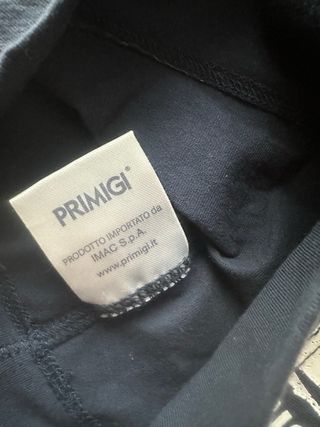 PRIMIGI®
PRODOTTO IMPORTATO da
IMAC S.p.A.
www.primigi.it